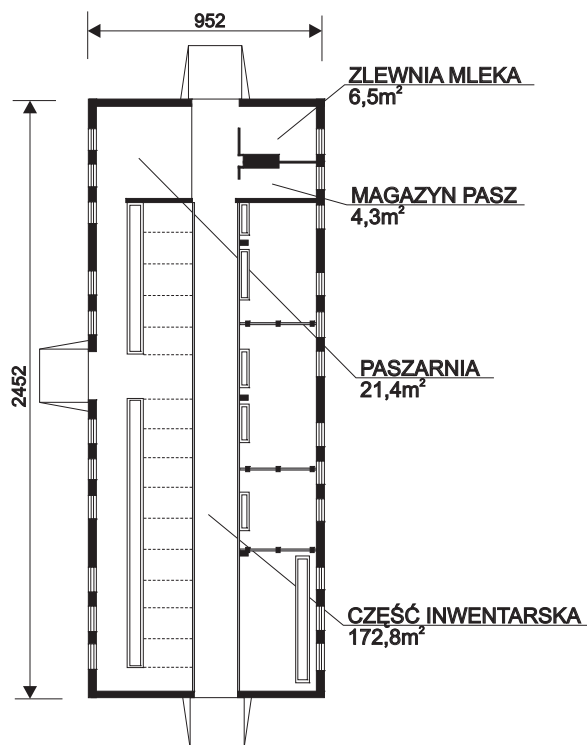 952
ZLEWNIA MLEKA
6,5m²
MAGAZYN PASZ
4,3m²
PASZARNIA
21,4m²
2452
CZĘŚĆ INWENTARSKA
172,8m²